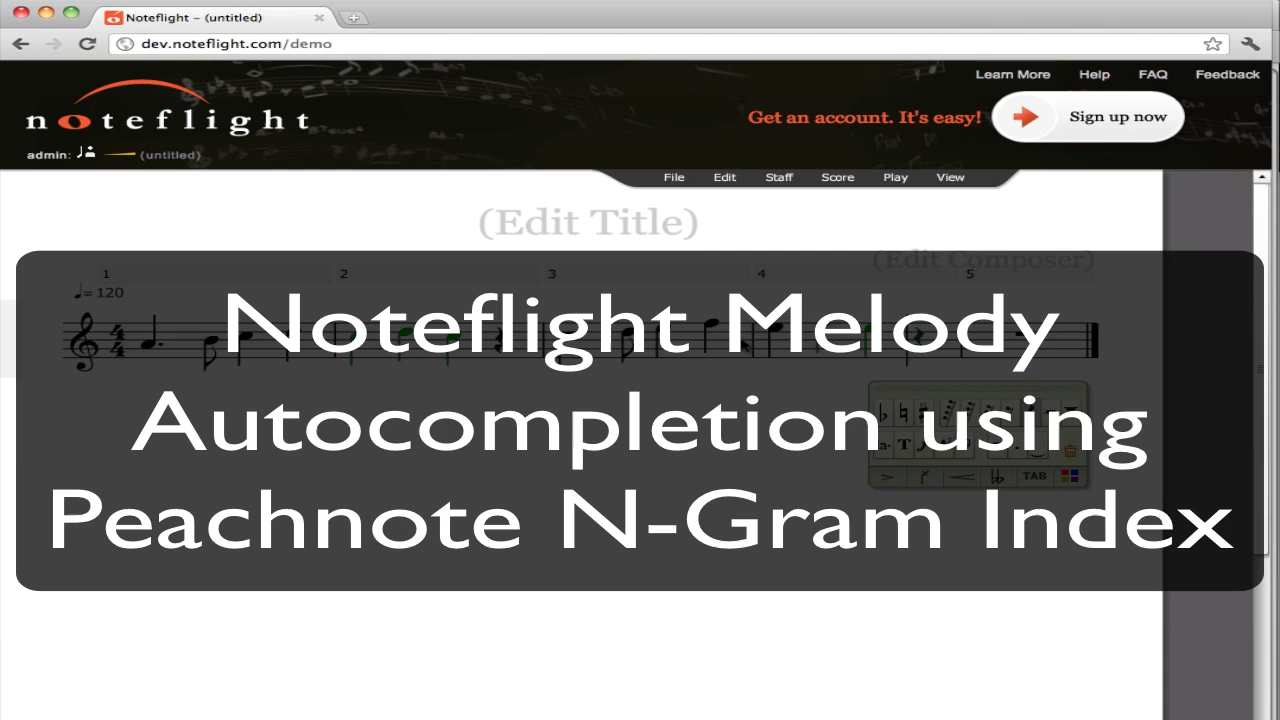 Noteflight – (untitled)
dev.noteflight.com/demo
Learn More Help FAQ Feedback
noteflight
Get an account. It's easy! Sign up now
admin: (untitled)
File Edit Staff Score Play View
(Edit Title)
(Edit Composer)
1 2 3 4 5
♩= 120
4
4
Noteflight Melody
Autocompletion using
Peachnote N-Gram Index
T
TAB